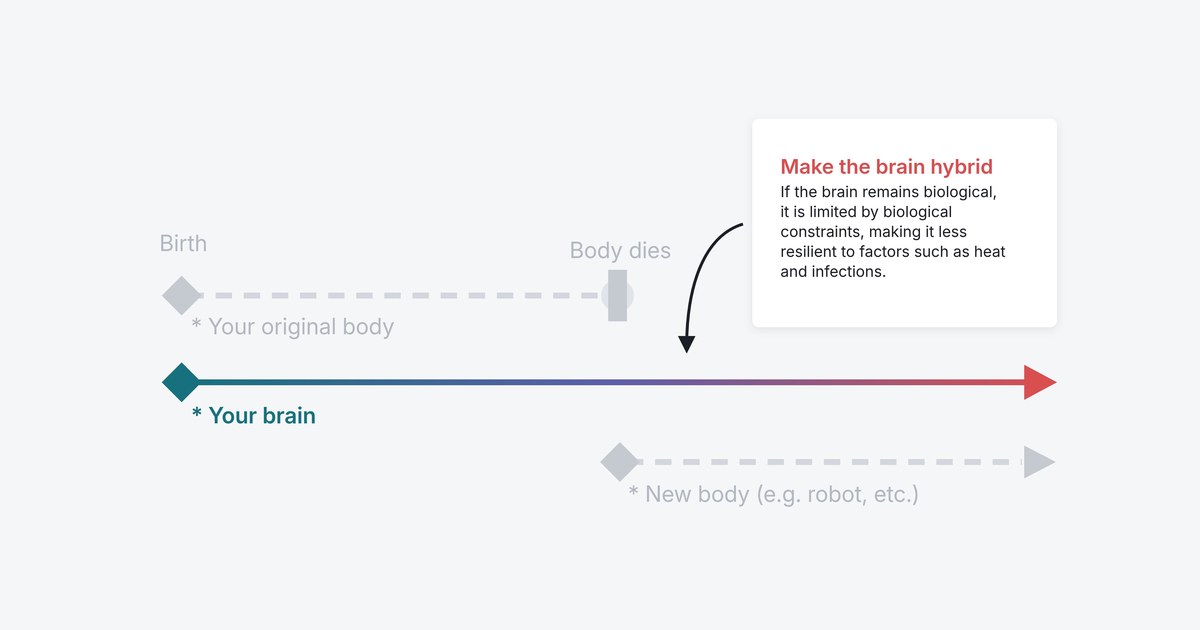 Make the brain hybrid
If the brain remains biological,
it is limited by biological
constraints, making it less
resilient to factors such as heat
and infections.
Birth
Body dies
* Your original body
* Your brain
* New body (e.g. robot, etc.)